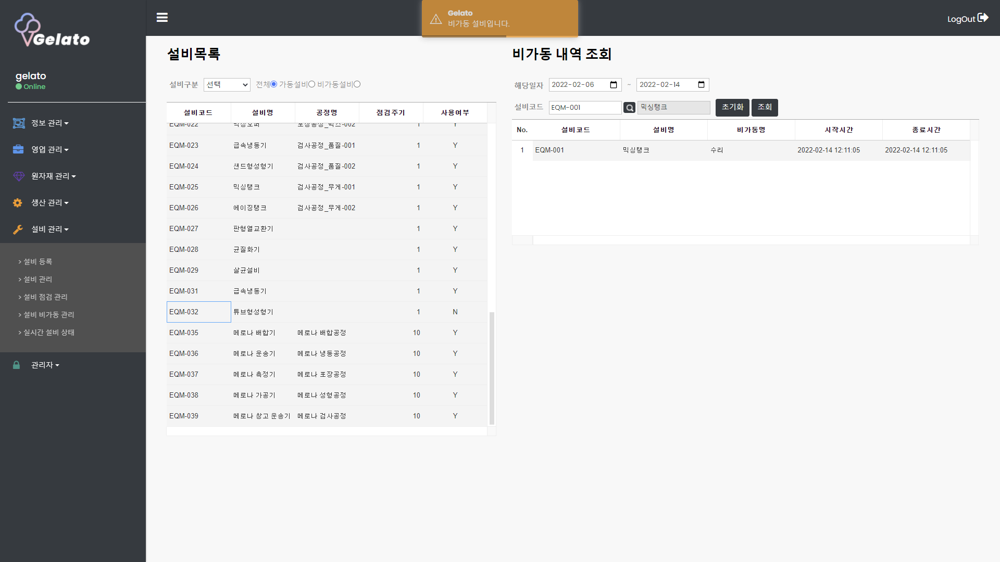 Gelato
gelato
Online
정보 관리
영업 관리
원자재 관리
생산 관리
설비 관리
> 설비 등록
> 설비 관리
> 설비 점검 관리
> 설비 비가동 관리
> 실시간 설비 상태
관리자
Gelato
비가동 설비입니다.
LogOut
설비목록
설비구분 선택 전체 가동설비 비가동설비
설비코드 설비명 공정명 점검주기 사용여부
EQM-022 믹싱호퍼 포장공정_믹스-002 1 Y
EQM-023 급속냉동기 검사공정_품질-001 1 Y
EQM-024 샌드형성형기 검사공정_품질-002 1 Y
EQM-025 믹싱탱크 검사공정_무게-001 1 Y
EQM-026 에이징탱크 검사공정_무게-002 1 Y
EQM-027 판형열교환기 1 Y
EQM-028 균질화기 1 Y
EQM-029 살균설비 1 Y
EQM-031 급속냉동기 1 Y
EQM-032 튜브형성형기 1 N
EQM-035 메로나 배합기 메로나 배합공정 10 Y
EQM-036 메로나 운송기 메로나 냉동공정 10 Y
EQM-037 메로나 측정기 메로나 포장공정 10 Y
EQM-038 메로나 가공기 메로나 성형공정 10 Y
EQM-039 메로나 창고 운송기 메로나 검사공정 10 Y
비가동 내역 조회
해당일자 2022-02-06 ~ 2022-02-14
설비코드 EQM-001 믹싱탱크 초기화 조회
No. 설비코드 설비명 비가동명 시작시간 종료시간
1 EQM-001 믹싱탱크 수리 2022-02-14 12:11:05 2022-02-14 12:11:05